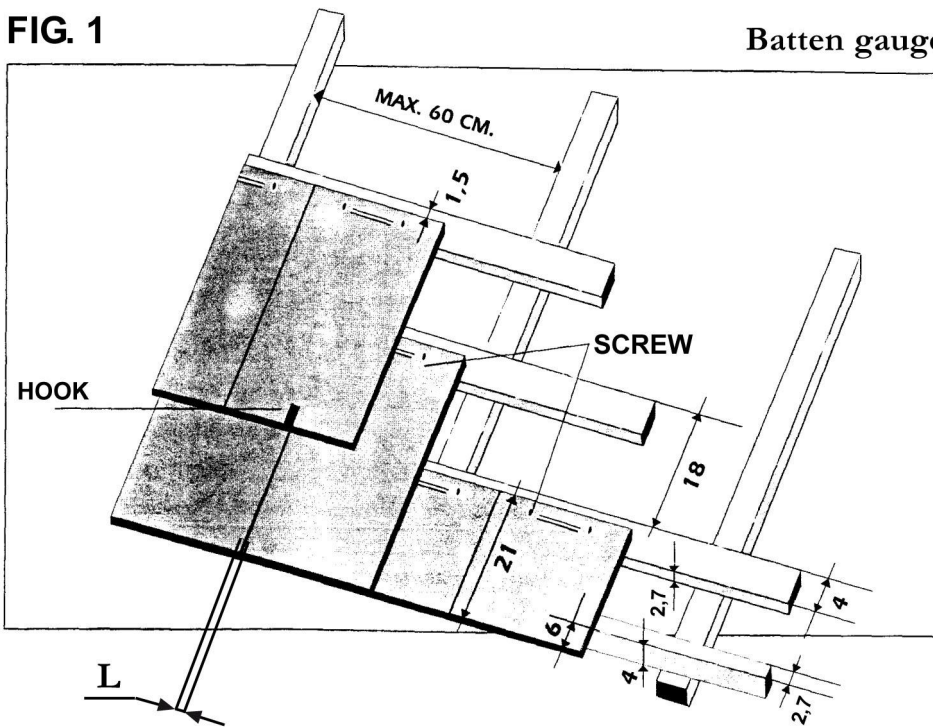 FIG. 1
Batten gauge
MAX. 60 CM.
1,5
SCREW
HOOK
18
21
2,7
4
6
4
2,7
L